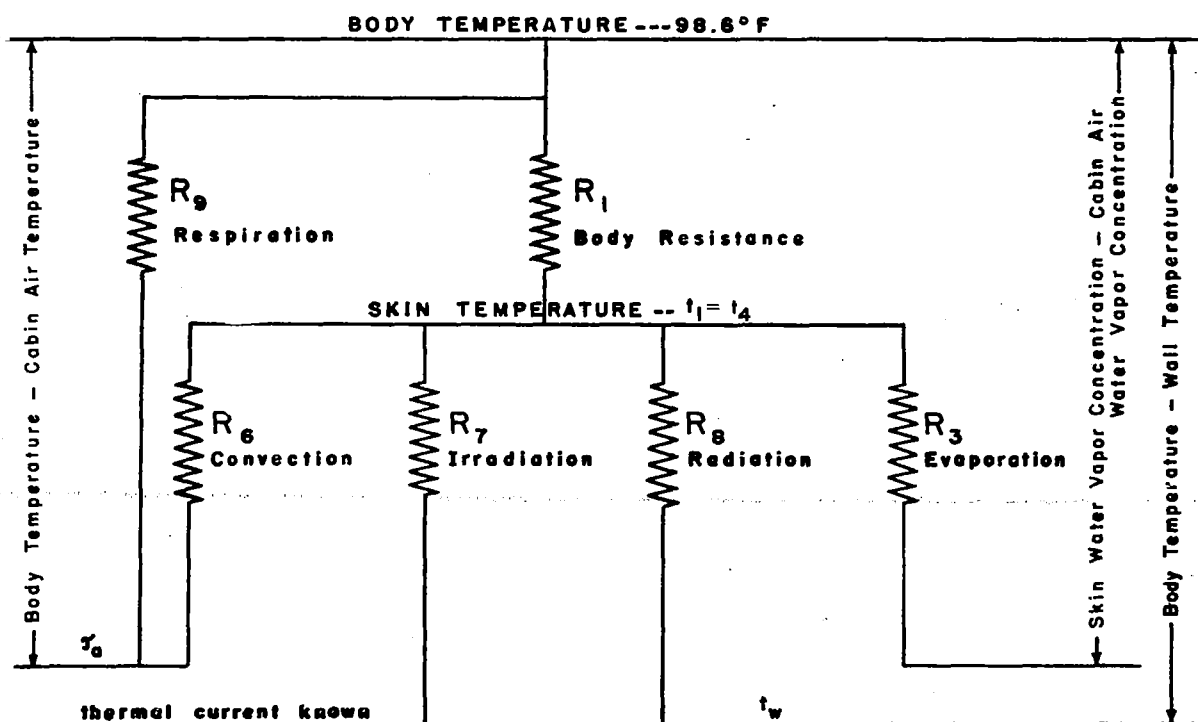 BODY TEMPERATURE---98.6°F
Body Temperature – Cabin Air Temperature
R9
Respiration
R1
Body Resistance
SKIN TEMPERATURE -- t1 = t4
R6
Convection
R7
Irradiation
R8
Radiation
R3
Evaporation
Skin Water Vapor Concentration – Cabin Air
Water Vapor Concentration
Body Temperature – Wall Temperature
𝒯a
thermal current known
tw